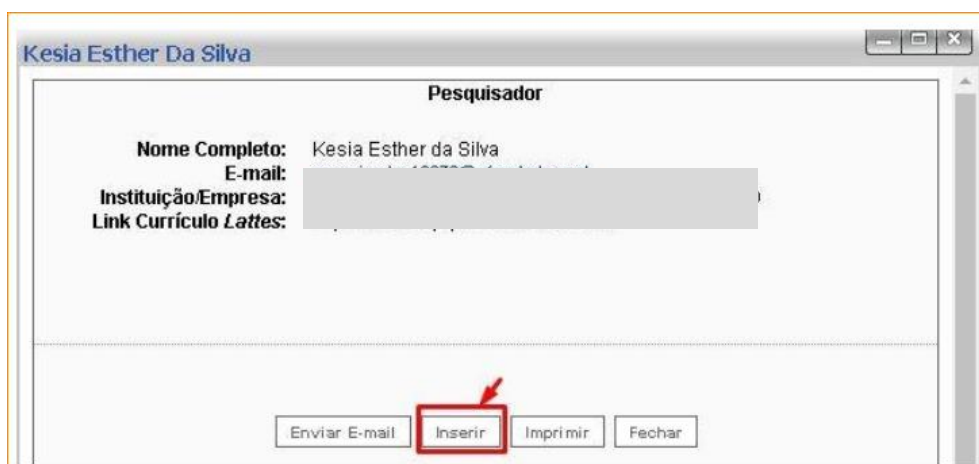 Kesia Esther Da Silva
Pesquisador
Nome Completo: Kesia Esther da Silva
E-mail:
Instituição/Empresa:
Link Currículo Lattes:
Enviar E-mail Inserir Imprimir Fechar